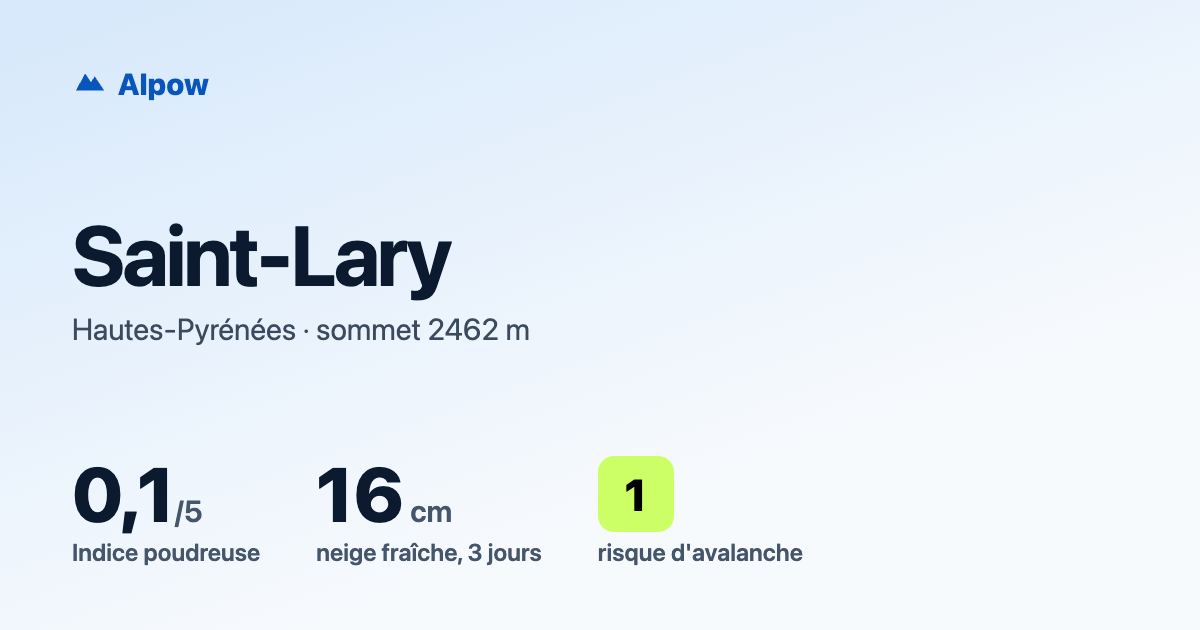 Alpow
Saint-Lary
Hautes-Pyrénées · sommet 2462 m
0,1/5 16 cm 1
Indice poudreuse neige fraîche, 3 jours risque d'avalanche